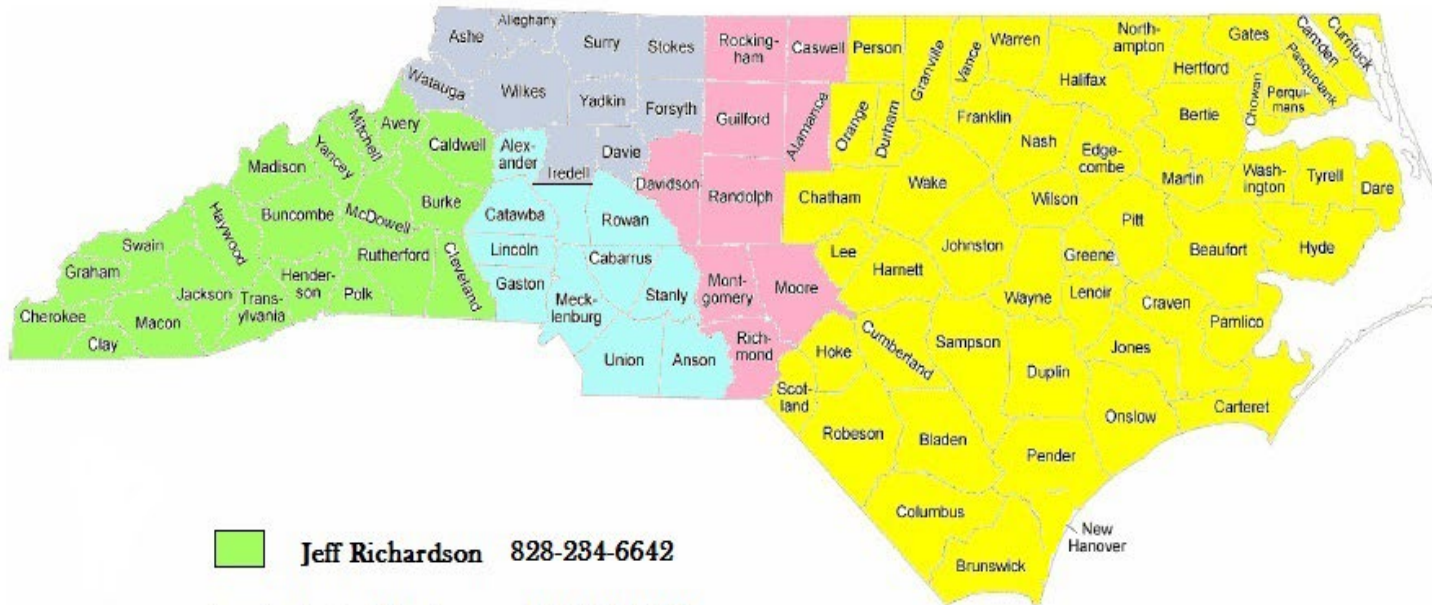 Ashe
Alleghany
Surry
Stokes
Rocking-
ham
Caswell
Person
Granville
Vance
Warren
North-
ampton
Gates
Camden
Currituck
Pasquotank
Hertford
Halifax
Watauga
Wilkes
Yadkin
Forsyth
Guilford
Alamance
Orange
Durham
Franklin
Nash
Edge-
combe
Bertie
Chowan
Perqui-
mans
Mitchell
Avery
Caldwell
Alex-
ander
Iredell
Davie
Davidson
Randolph
Chatham
Wake
Wilson
Martin
Wash-
ington
Tyrell
Dare
Madison
Yancey
Burke
McDowell
Buncombe
Haywood
Swain
Graham
Catawba
Rowan
Lincoln
Cabarrus
Rutherford
Cleveland
Gaston
Stanly
Meck-
lenburg
Mont-
gomery
Moore
Lee
Harnett
Johnston
Greene
Pitt
Beaufort
Hyde
Wayne
Lenoir
Craven
Pamlico
Cherokee
Clay
Macon
Jackson
Trans-
ylvania
Hender-
son
Polk
Union
Anson
Rich-
mond
Scot-
land
Hoke
Cumberland
Sampson
Duplin
Jones
Onslow
Carteret
Robeson
Bladen
Pender
Columbus
Brunswick
New
Hanover
Jeff Richardson 828-234-6642